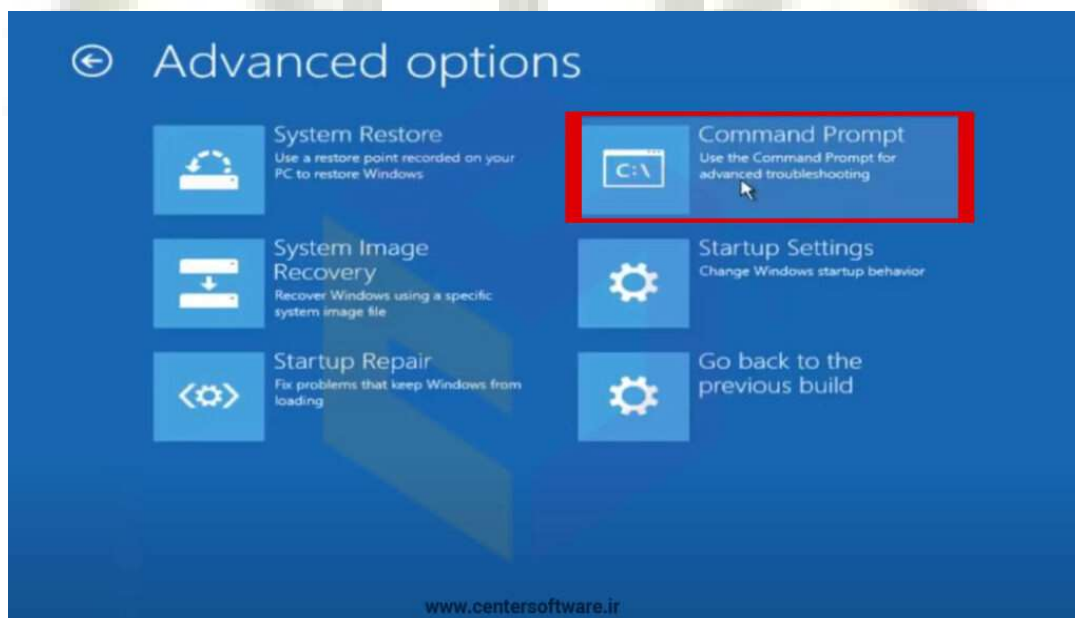 Advanced options
System Restore
Use a restore point recorded on your
PC to restore Windows
System Image
Recovery
Recover Windows using a specific
system image file
Startup Repair
Fix problems that keep Windows from
loading
C:\
Command Prompt
Use the Command Prompt for
advanced troubleshooting
Startup Settings
Change Windows startup behavior
Go back to the
previous build
www.centersoftware.ir